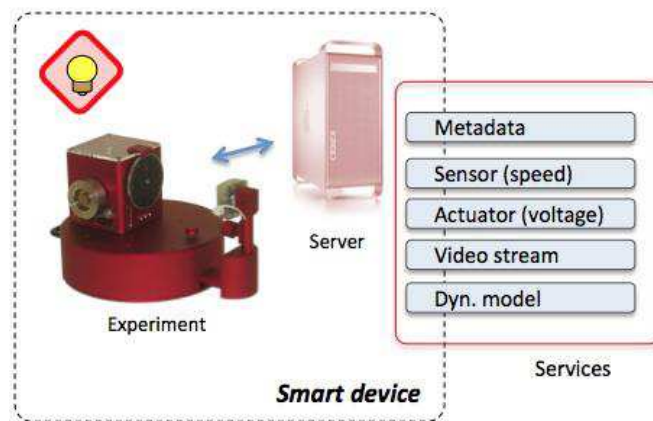 Metadata
Sensor (speed)
Actuator (voltage)
Video stream
Dyn. model
Server
Experiment
Services
Smart device